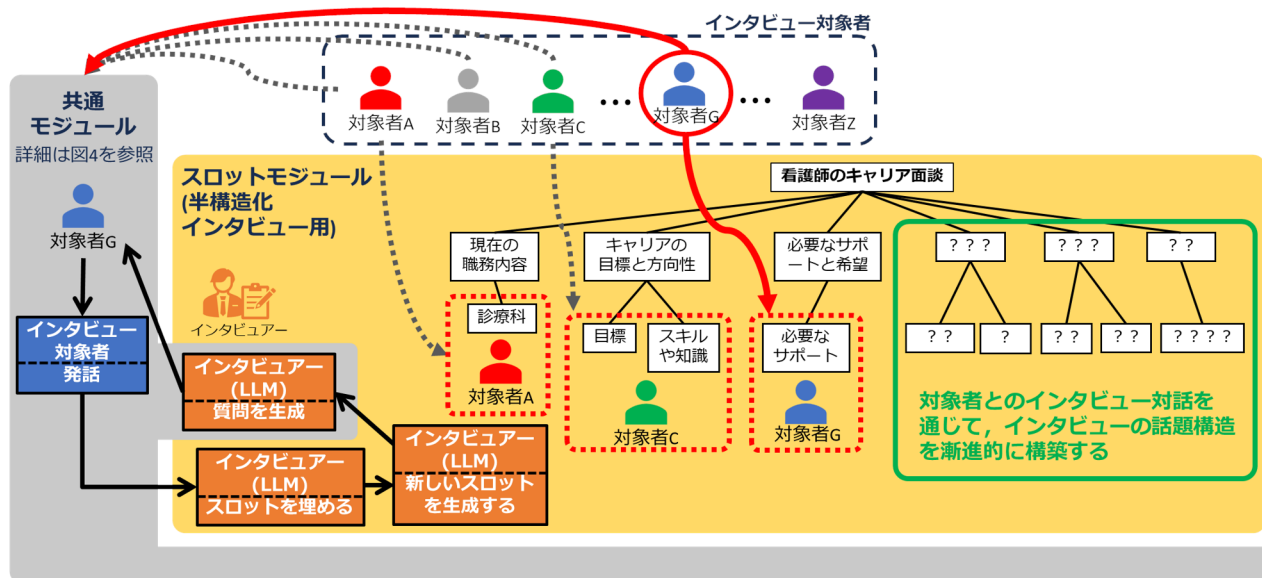 インタビュー対象者
対象者A
対象者B
対象者C
…
対象者G
…
対象者Z
共通
モジュール
詳細は図4を参照
対象者G
インタビュー
対象者
発話
スロットモジュール
(半構造化
インタビュー用)
インタビュアー
インタビュアー
(LLM)
質問を生成
インタビュアー
(LLM)
スロットを埋める
インタビュアー
(LLM)
新しいスロット
を生成する
看護師のキャリア面談
現在の
職務内容
キャリアの
目標と方向性
必要なサポ
ートと希望
？？？
？？？
？？
診療科
目標
スキル
や知識
必要な
サポート
？？
？
？？
？？
？？？？
対象者A
対象者C
対象者G
対象者とのインタビュー対話を
通じて，インタビューの話題構造
を漸進的に構築する